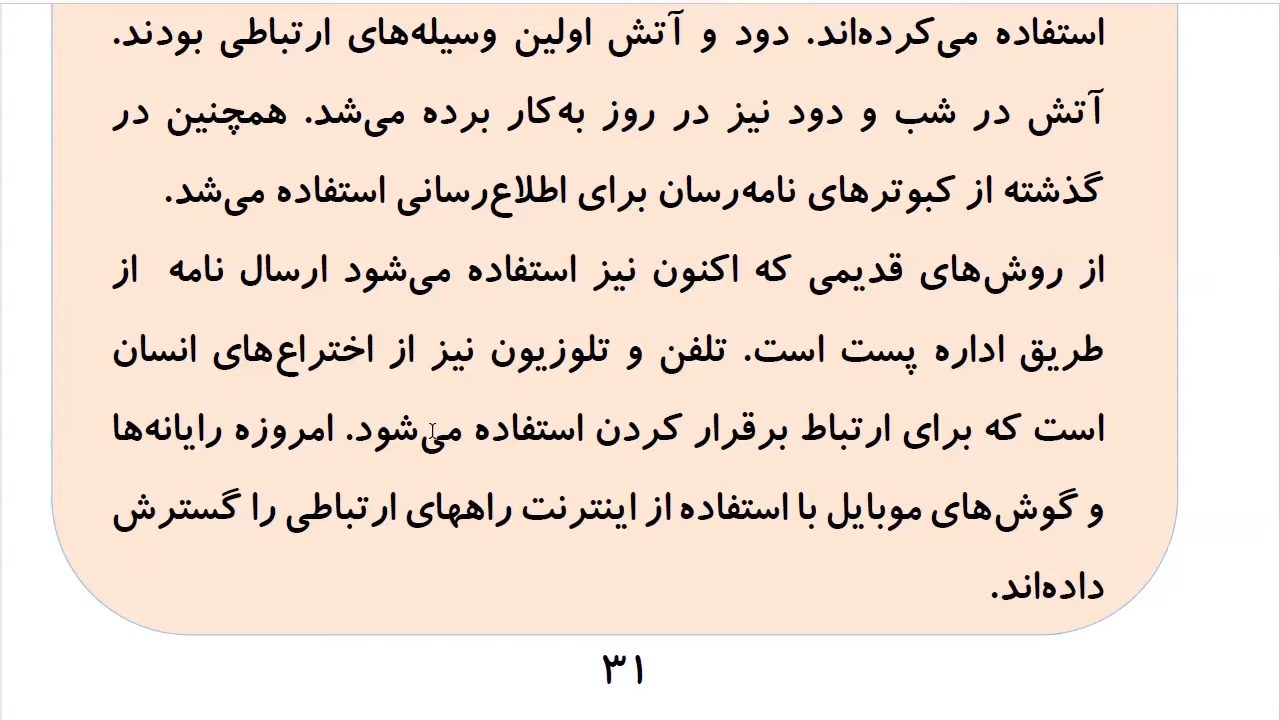 استفاده می‌کرده‌اند. دود و آتش اولین وسیله‌های ارتباطی بودند.
آتش در شب و دود نیز در روز به‌کار برده می‌شد. همچنین در
گذشته از کبوترهای نامه‌رسان برای اطلاع‌رسانی استفاده می‌شد.
از روش‌های قدیمی که اکنون نیز استفاده می‌شود ارسال نامه از
طریق اداره پست است. تلفن و تلوزیون نیز از اختراع‌های انسان
است که برای ارتباط برقرار کردن استفاده می‌شود. امروزه رایانه‌ها
و گوش‌های موبایل با استفاده از اینترنت راههای ارتباطی را گسترش
داده‌اند.
۳۱